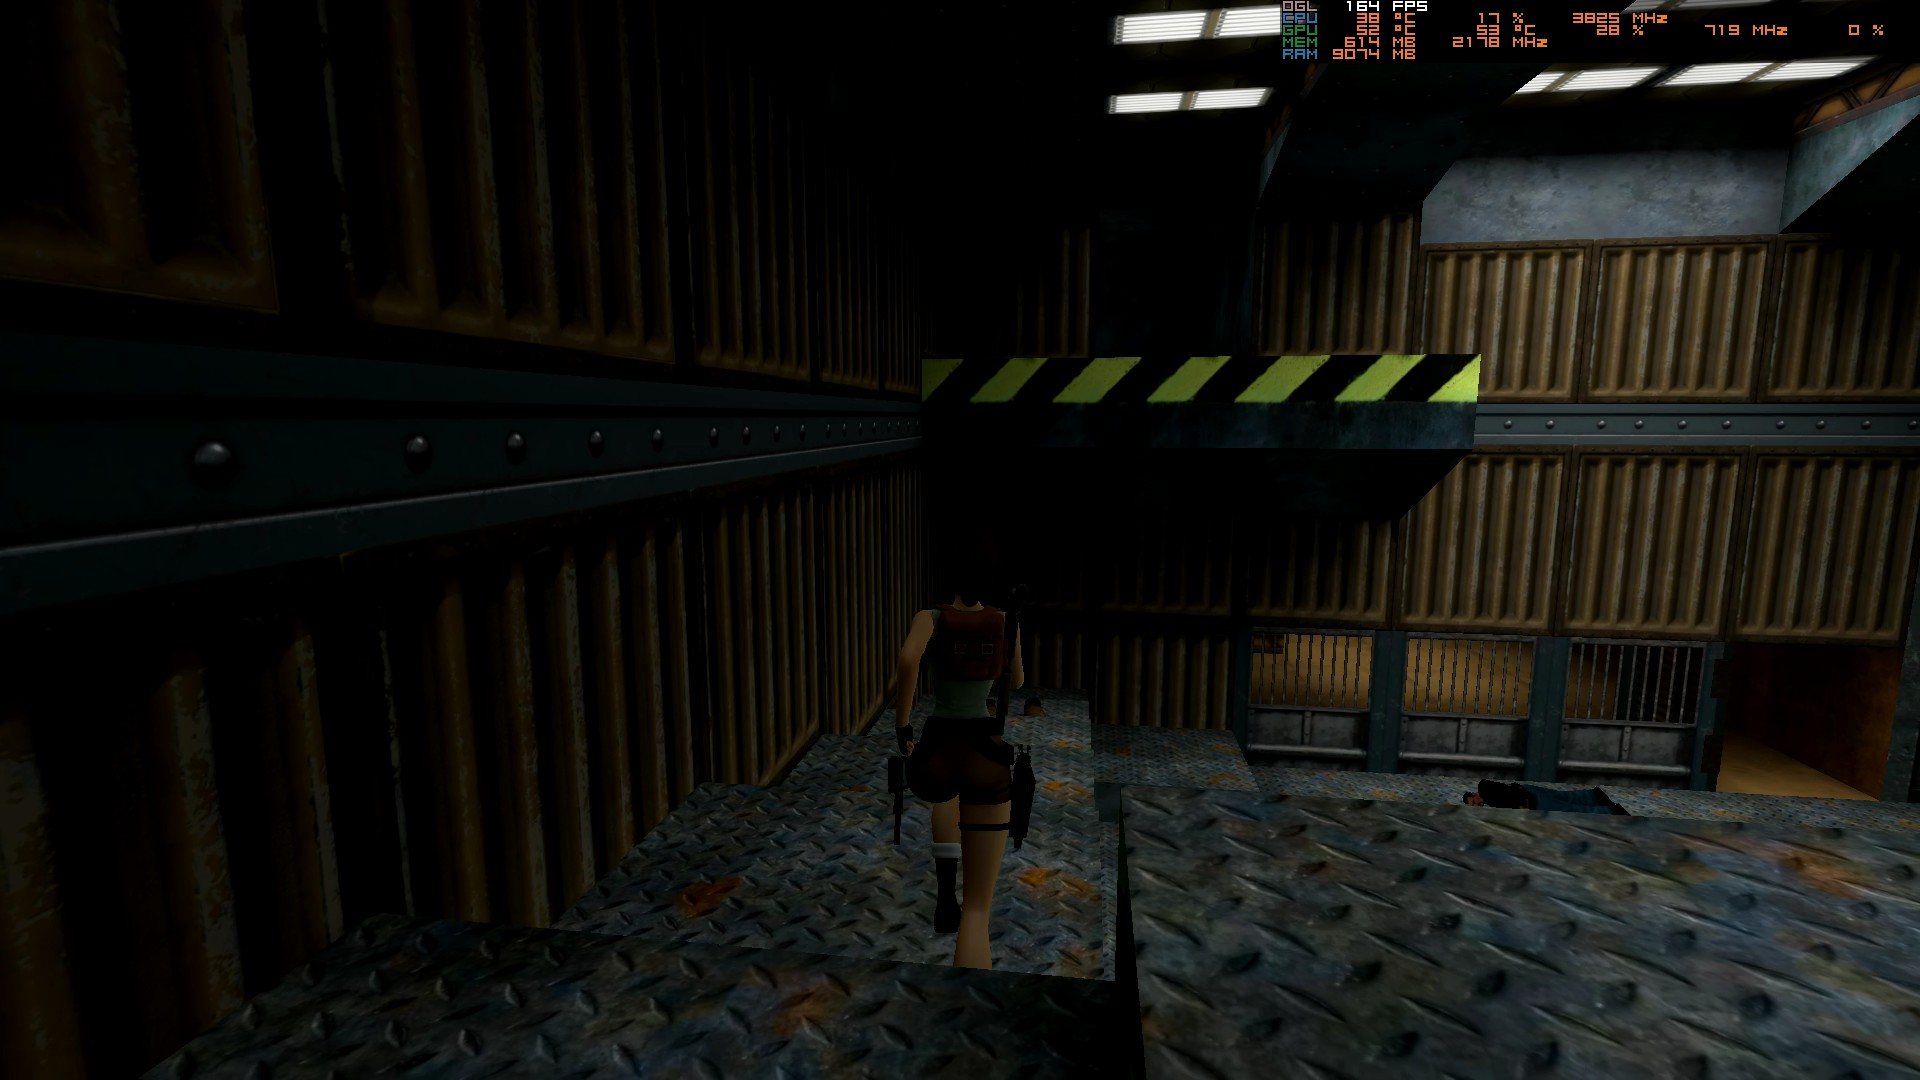 OGL 164 FPS
CPU 38 °C 17 % 3825 MHz
GPU 52 °C 53 °C 28 % 719 MHz 0 %
MEM 614 MB 2178 MHz
RAM 9074 MB